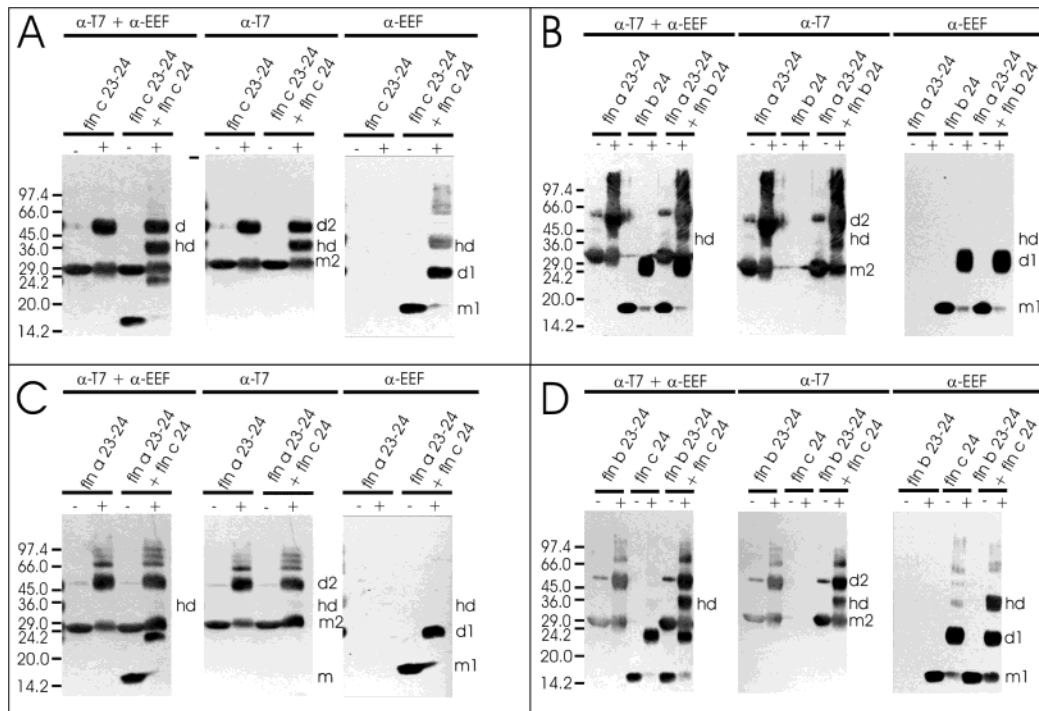 A
α-T7 + α-EEF
α-T7
α-EEF
fln c 23-24
fln c 23-24
+ fln c 24
fln c 23-24
fln c 23-24
+ fln c 24
fln c 23-24
fln c 23-24
+ fln c 24
- + - +
- + - +
- + - +
97.4
66.0
45.0
36.0
29.0
24.2
20.0
14.2
d
hd
d2
hd
m2
hd
d1
m1
B
α-T7 + α-EEF
α-T7
α-EEF
fln a 23-24
fln b 24
fln a 23-24
+ fln b 24
fln a 23-24
fln b 24
fln a 23-24
+ fln b 24
fln a 23-24
fln b 24
fln a 23-24
+ fln b 24
- + - + - +
- + - + - +
- + - + - +
97.4
66.0
45.0
36.0
29.0
24.2
20.0
14.2
hd
d2
hd
m2
hd
d1
m1
C
α-T7 + α-EEF
α-T7
α-EEF
fln a 23-24
fln a 23-24
+ fln c 24
fln a 23-24
fln a 23-24
+ fln c 24
fln a 23-24
fln a 23-24
+ fln c 24
- + - +
- + - +
- + - +
97.4
66.0
45.0
36.0
29.0
24.2
20.0
14.2
hd
d2
hd
m2
m
hd
d1
m1
D
α-T7 + α-EEF
α-T7
α-EEF
fln b 23-24
fln c 24
fln b 23-24
+ fln c 24
fln b 23-24
fln c 24
fln b 23-24
+ fln c 24
fln b 23-24
fln c 24
fln b 23-24
+ fln c 24
- + - + - +
- + - + - +
- + - + - +
97.4
66.0
45.0
36.0
29.0
24.2
20.0
14.2
d2
hd
m2
hd
d1
m1